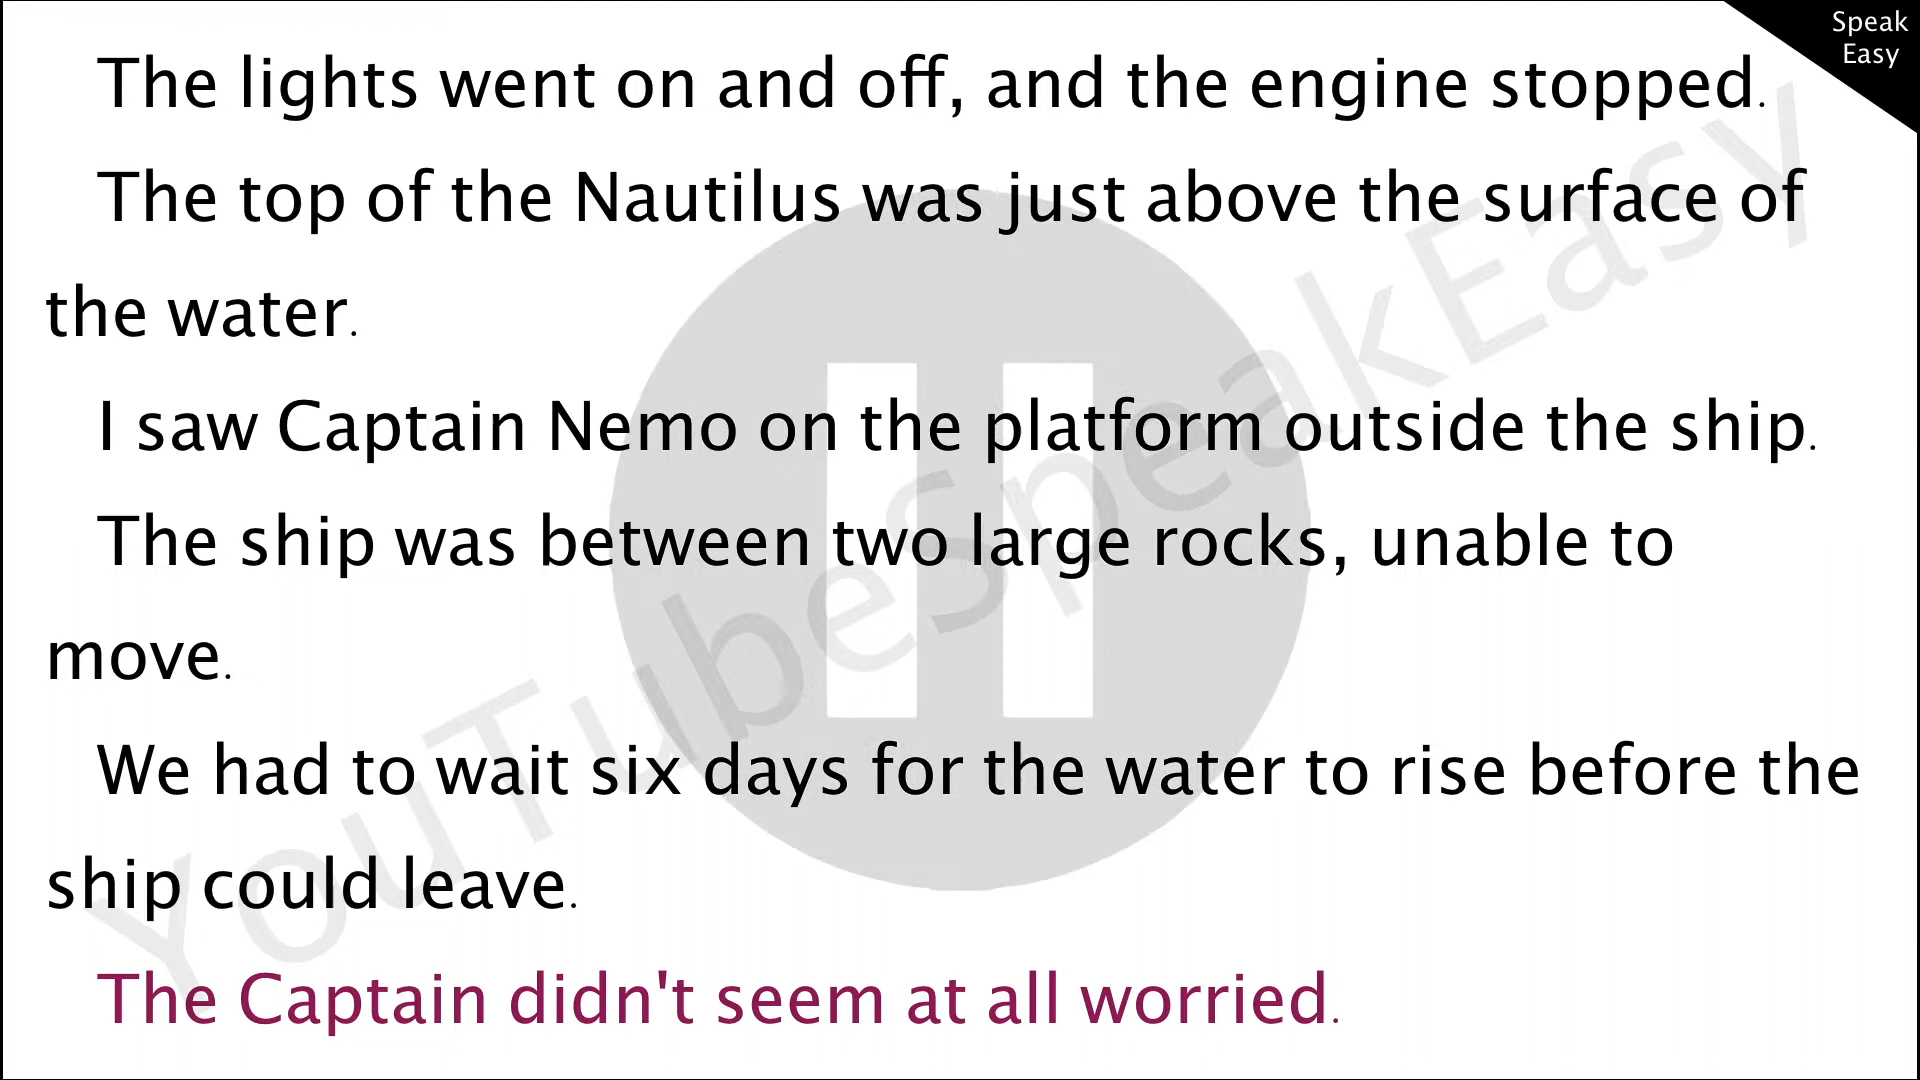 Speak
Easy
The lights went on and off, and the engine stopped.
The top of the Nautilus was just above the surface of
the water.
I saw Captain Nemo on the platform outside the ship.
The ship was between two large rocks, unable to
move.
We had to wait six days for the water to rise before the
ship could leave.
The Captain didn't seem at all worried.
YouTubeSpeakEasy